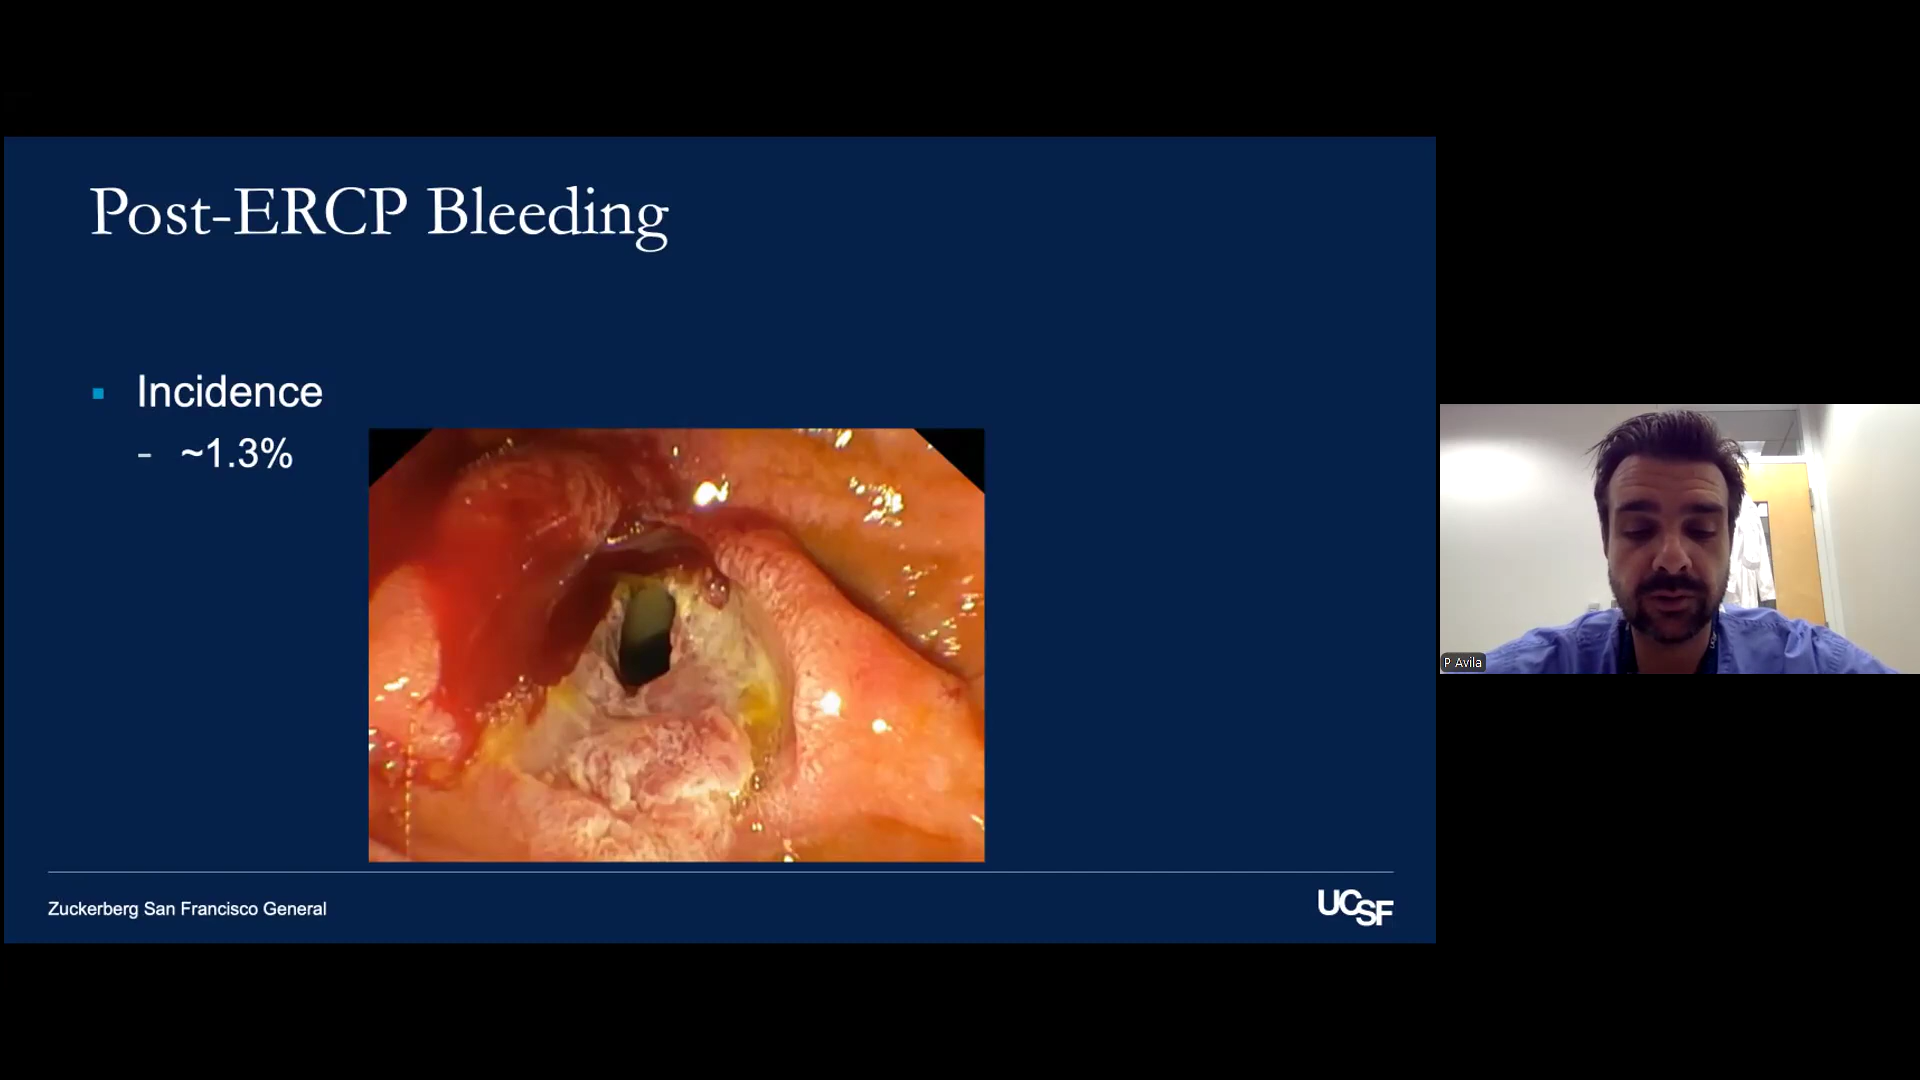 Post-ERCP Bleeding
▪ Incidence
- ~1.3%
Zuckerberg San Francisco General
UCSF
P Avila